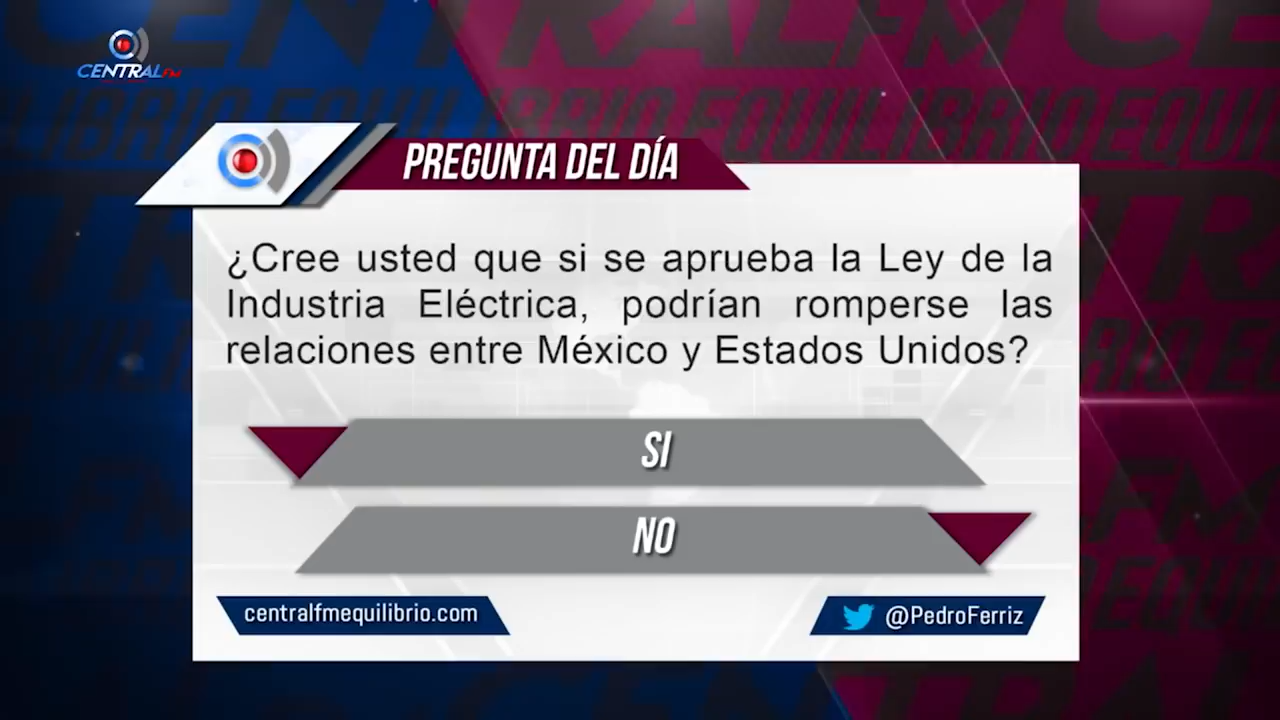 CENTRAL FM
PREGUNTA DEL DÍA
¿Cree usted que si se aprueba la Ley de la
Industria Eléctrica, podrían romperse las
relaciones entre México y Estados Unidos?
SI
NO
centralfmequilibrio.com
@PedroFerriz